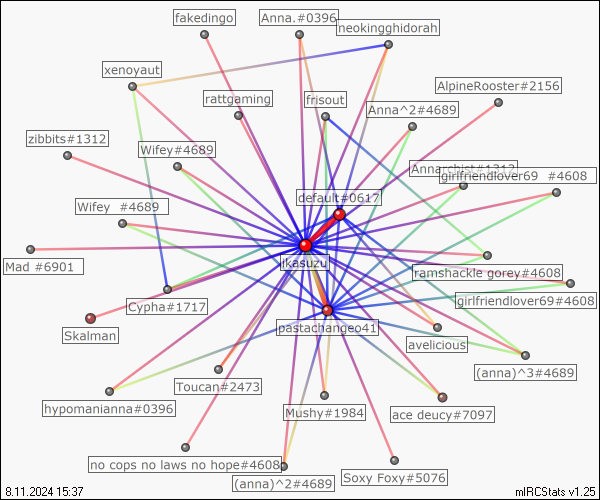 fakedingo
Anna.#0396
neokingghidorah
xenoyaut
AlpineRooster#2156
rattgaming
frisout
Anna^2#4689
zibbits#1312
Wifey#4689
Annarchist#1312
girlfriendlover69 #4608
default#0617
Wifey #4689
jkasuzu
Mad #6901
ramshackle gorey#4608
Cypha#1717
girlfriendlover69#4608
Skalman
pastachangeo41
avelicious
(anna)^3#4689
Toucan#2473
hypomanianna#0396
Mushy#1984
ace deucy#7097
no cops no laws no hope#4608
(anna)^2#4689
Soxy Foxy#5076
8.11.2024 15:37
mIRCStats v1.25